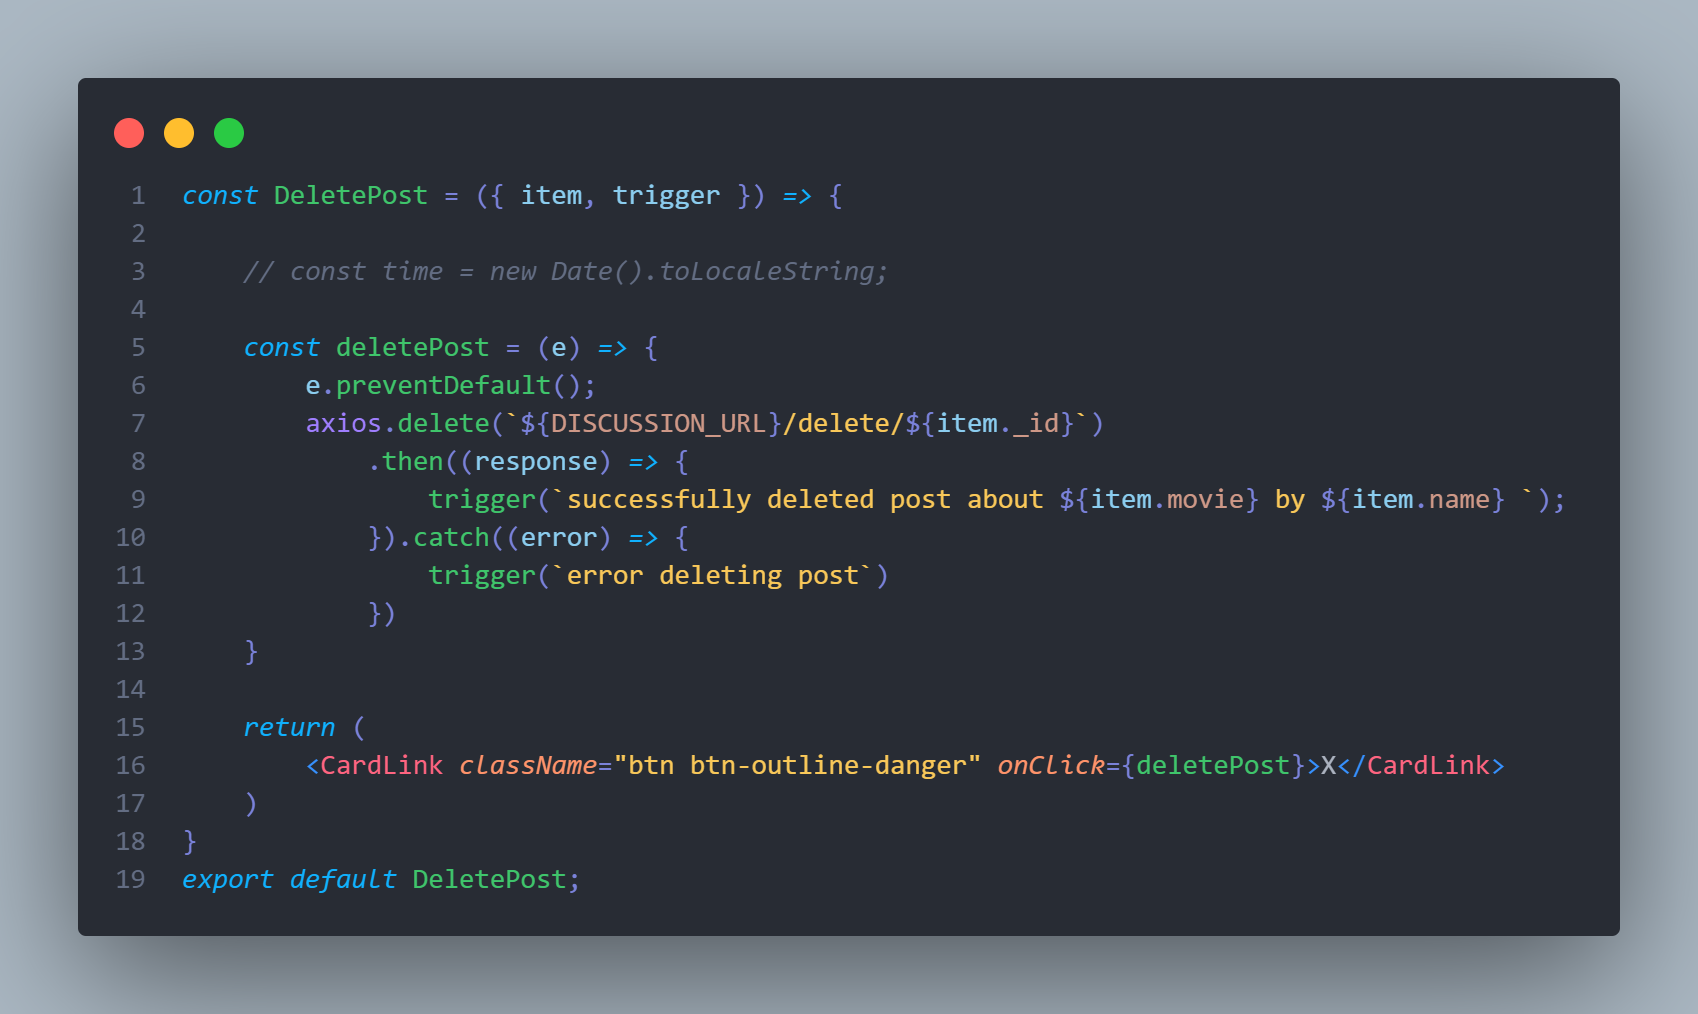 1 const DeletePost = ({ item, trigger }) => {
2
3     // const time = new Date().toLocaleString;
4
5     const deletePost = (e) => {
6         e.preventDefault();
7         axios.delete(`${DISCUSSION_URL}/delete/${item._id}`)
8             .then((response) => {
9                 trigger(`successfully deleted post about ${item.movie} by ${item.name} `);
10             }).catch((error) => {
11                 trigger(`error deleting post`)
12             })
13     }
14
15     return (
16         <CardLink className="btn btn-outline-danger" onClick={deletePost}>X</CardLink>
17     )
18 }
19 export default DeletePost;